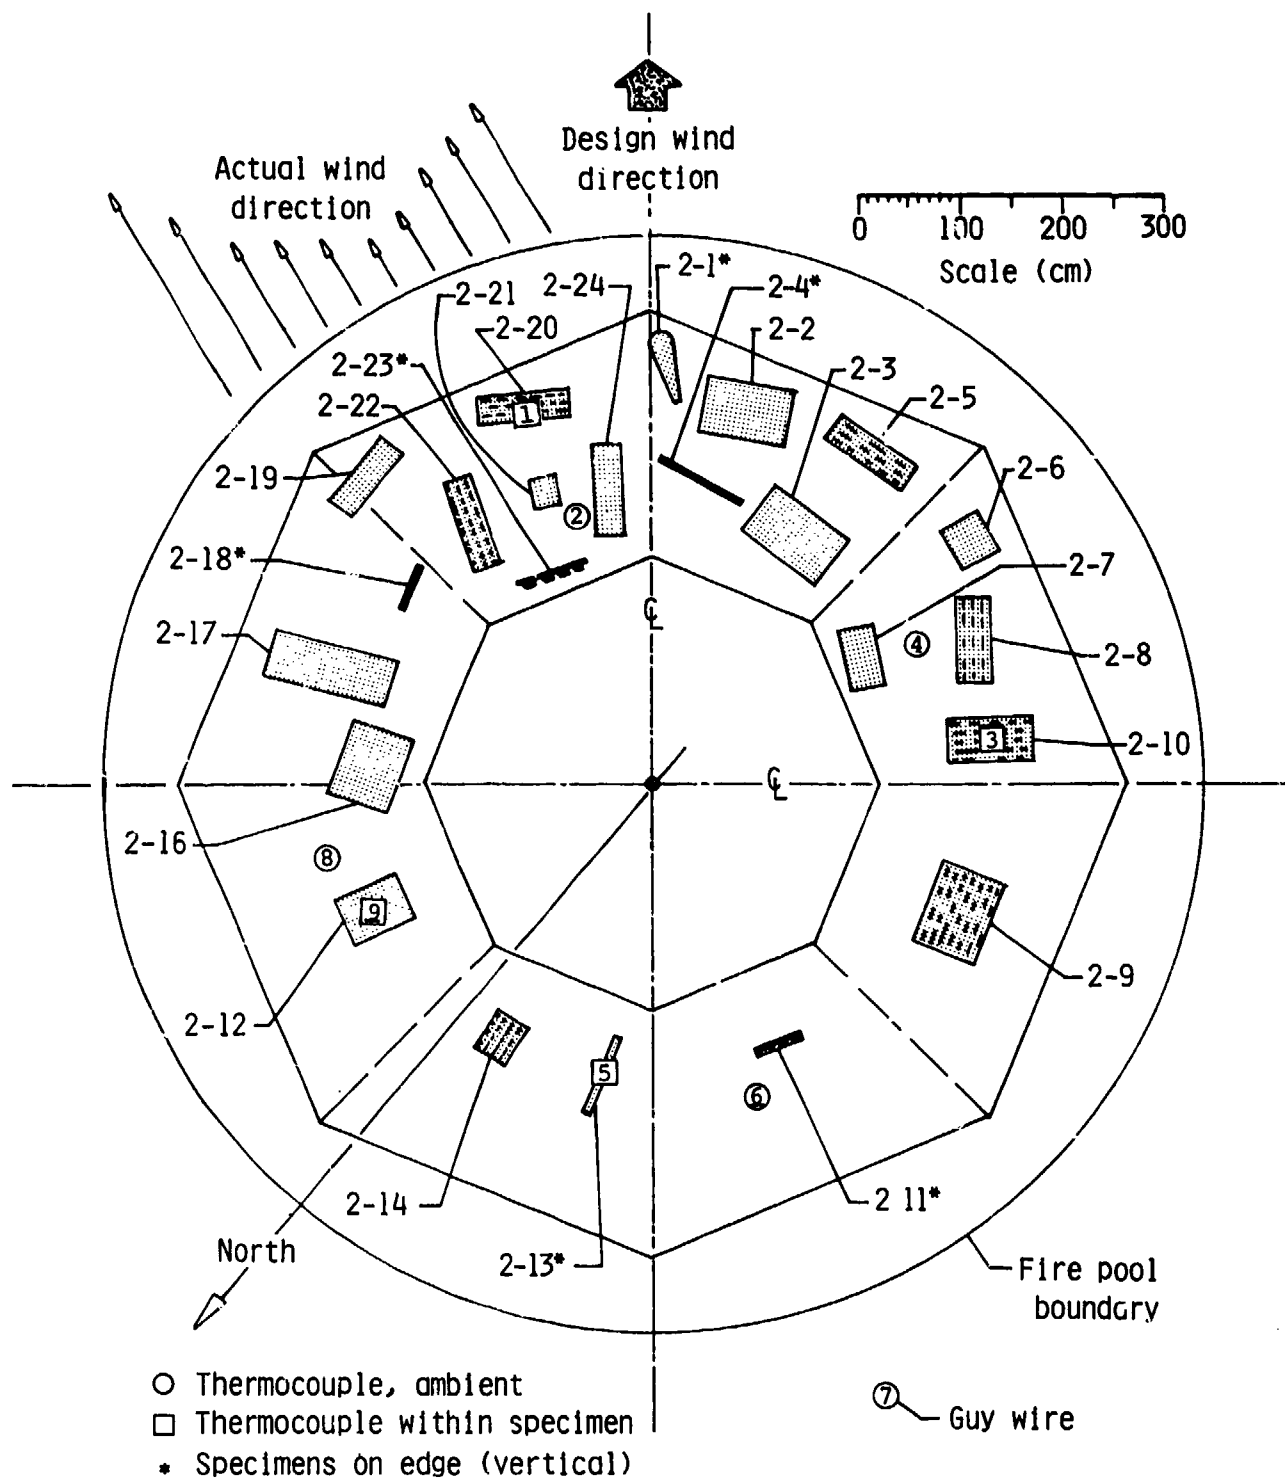 Design wind
direction
Actual wind
direction
0 100 200 300
Scale (cm)
2-1*
2-21
2-24
2-4*
2-20
2-2
2-23*
2-3
2-22
1
2-5
2-19
2-6
2
2-18*
2-7
℄
2-17
4
2-8
3
2-10
℄
2-16
8
9
2-9
2-12
5
6
2-14
2 11*
North
2-13*
Fire pool
boundary
○ Thermocouple, ambient
7
Guy wire
□ Thermocouple within specimen
* Specimens on edge (vertical)